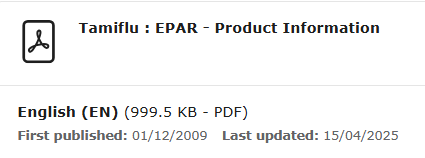 Tamiflu : EPAR - Product Information
English (EN) (999.5 KB - PDF)
First published: 01/12/2009 Last updated: 15/04/2025